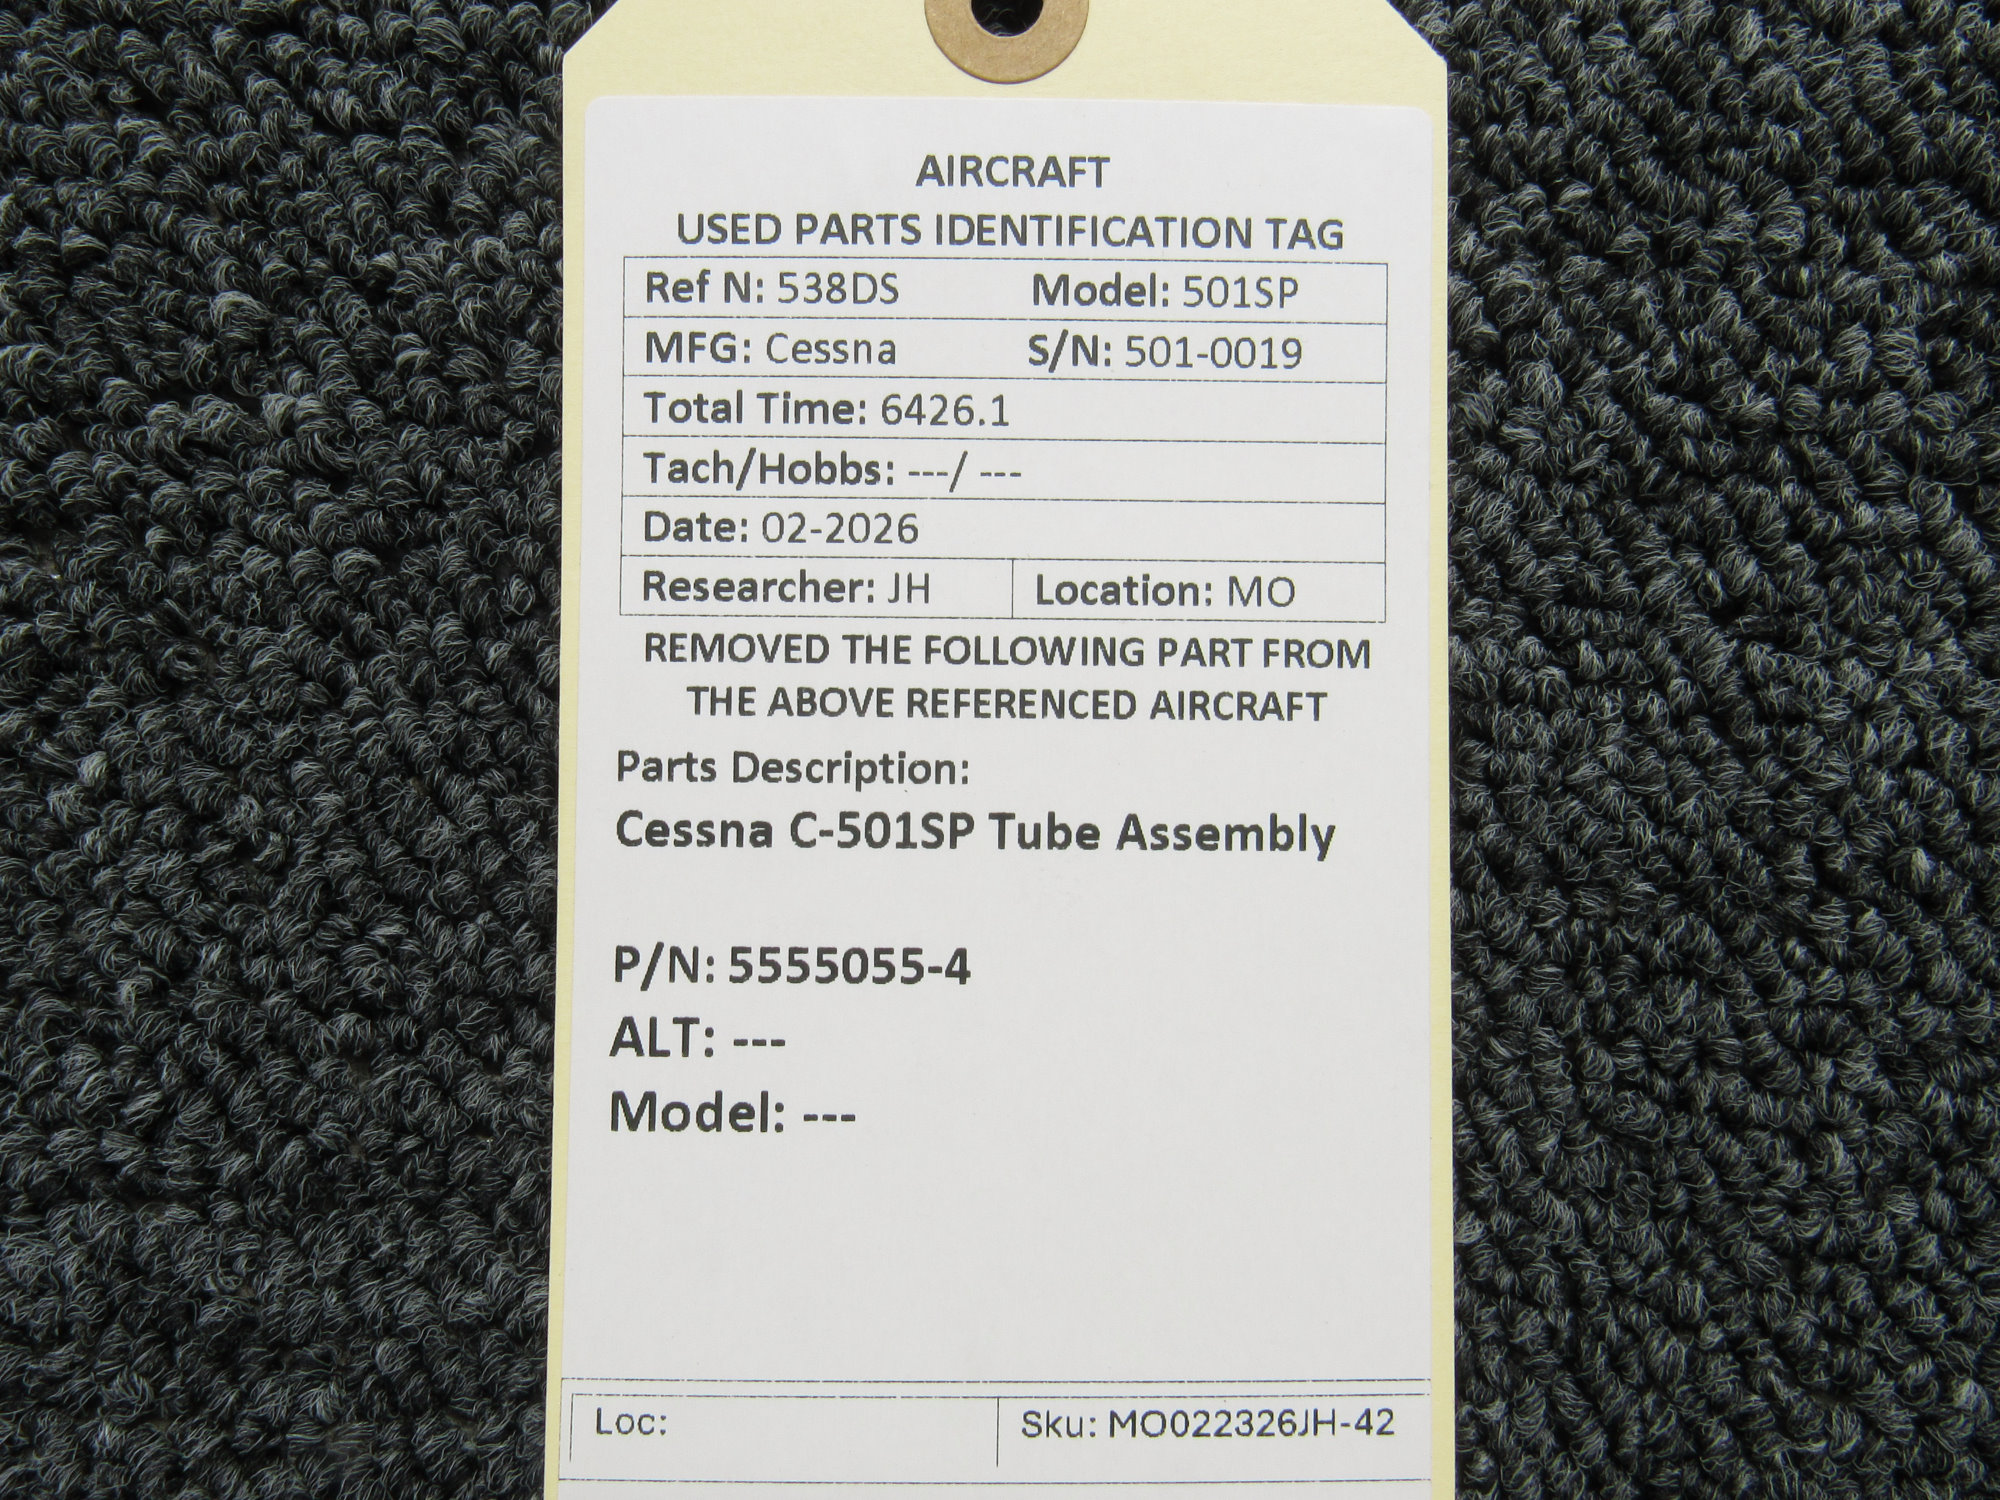 AIRCRAFT
USED PARTS IDENTIFICATION TAG
Ref N: 538DS Model: 501SP
MFG: Cessna S/N: 501-0019
Total Time: 6426.1
Tach/Hobbs: ---/ ---
Date: 02-2026
Researcher: JH Location: MO
REMOVED THE FOLLOWING PART FROM
THE ABOVE REFERENCED AIRCRAFT
Parts Description:
Cessna C-501SP Tube Assembly
P/N: 5555055-4
ALT: ---
Model: ---
Loc: Sku: MO022326JH-42